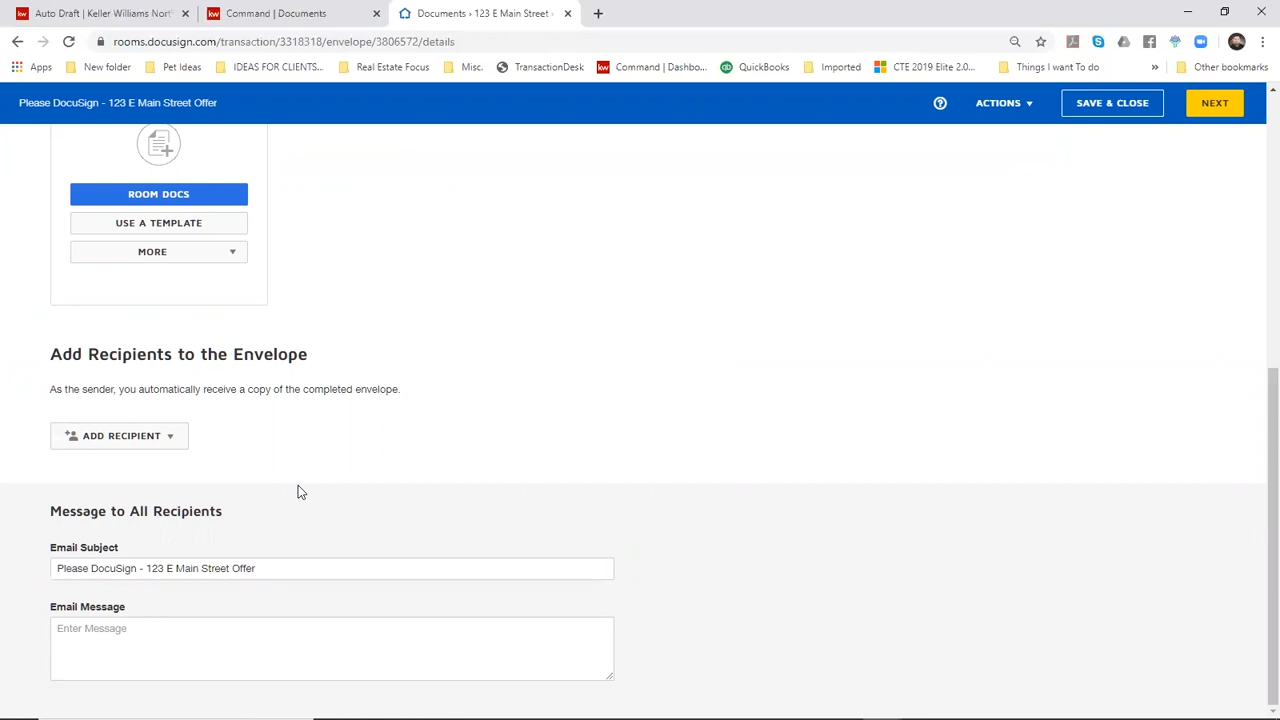 Auto Draft | Keller Williams Nort
Command | Documents
Documents › 123 E Main Street
rooms.docusign.com/transaction/3318318/envelope/3806572/details
Apps
New folder
Pet Ideas
IDEAS FOR CLIENTS...
Real Estate Focus
Misc.
TransactionDesk
Command | Dashbo...
QuickBooks
Imported
CTE 2019 Elite 2.0...
Things I want To do
»
Other bookmarks
Please DocuSign - 123 E Main Street Offer
ACTIONS
SAVE & CLOSE
NEXT
ROOM DOCS
USE A TEMPLATE
MORE
Add Recipients to the Envelope
As the sender, you automatically receive a copy of the completed envelope.
ADD RECIPIENT
Message to All Recipients
Email Subject
Please DocuSign - 123 E Main Street Offer
Email Message
Enter Message